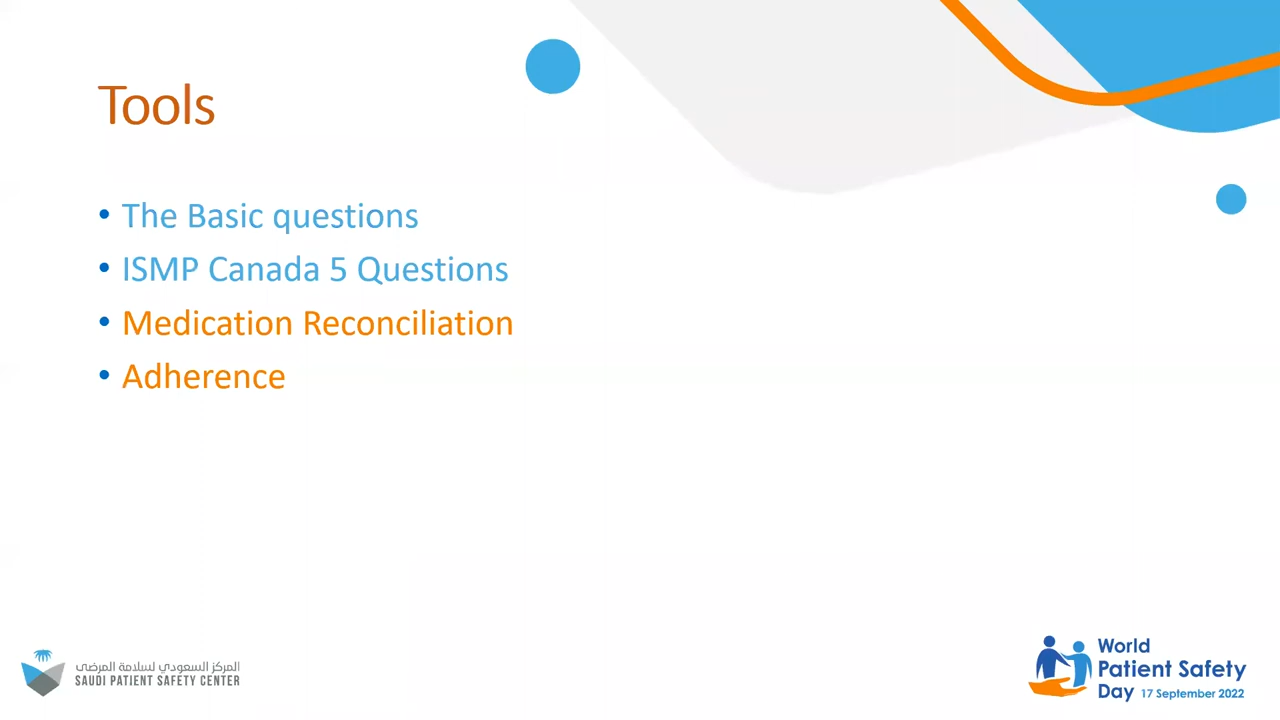 Tools
• The Basic questions
• ISMP Canada 5 Questions
• Medication Reconciliation
• Adherence
المركز السعودي لسلامة المرضى
SAUDI PATIENT SAFETY CENTER
World
Patient Safety
Day 17 September 2022